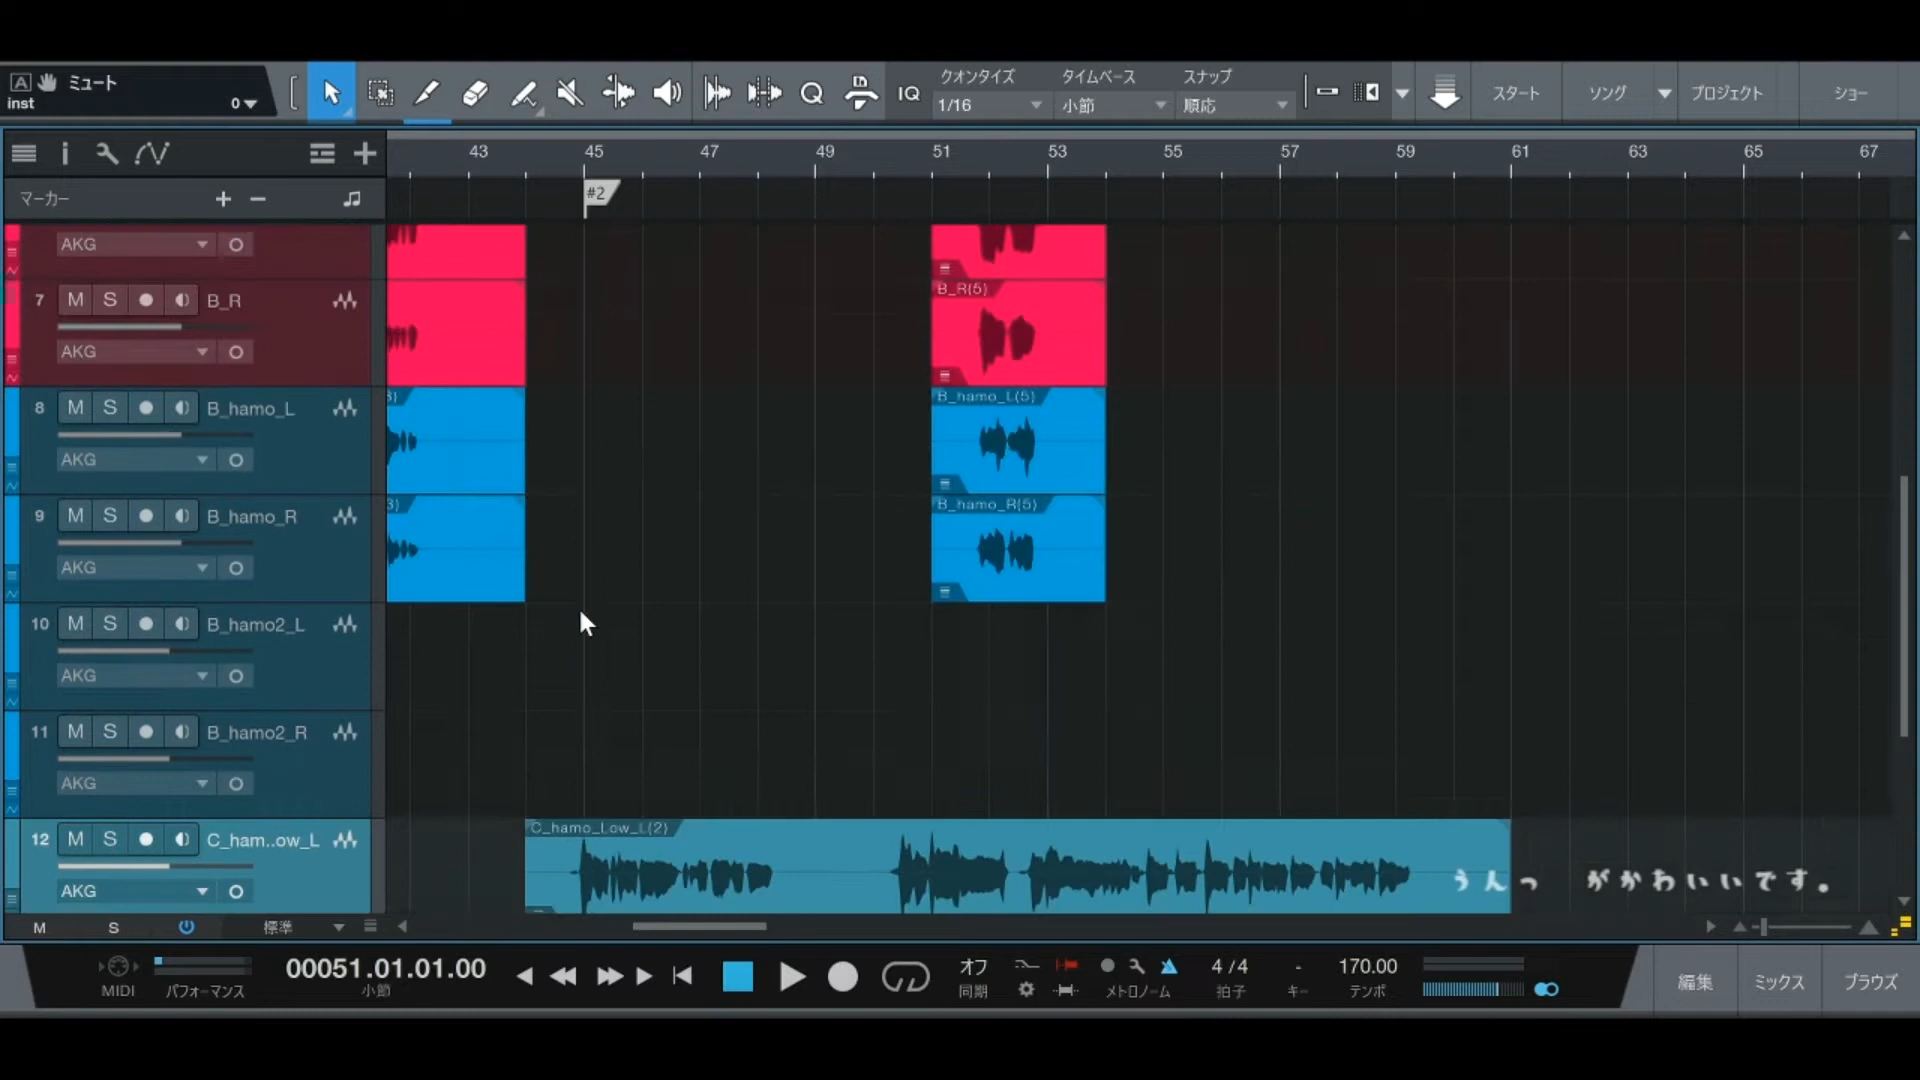 A ミュート
inst 0
IQ
クオンタイズ タイムベース スナップ
1/16 小節 順応
スタート ソング プロジェクト ショー
43 45 47 49 51 53 55 57 59 61 63 65 67
マーカー
#2
AKG
7 M S B_R
AKG
B_R(5)
8 M S B_hamo_L
AKG
3)
B_hamo_L(5)
9 M S B_hamo_R
AKG
3)
B_hamo_R(5)
10 M S B_hamo2_L
AKG
11 M S B_hamo2_R
AKG
12 M S C_ham..ow_L
AKG
C_hamo_Low_L(2)
うんっ がかわいいです。
M S 標準
MIDI
パフォーマンス
00051.01.01.00
小節
オフ
同期
メトロノーム
4 / 4
拍子
-
キー
170.00
テンポ
編集 ミックス ブラウズ